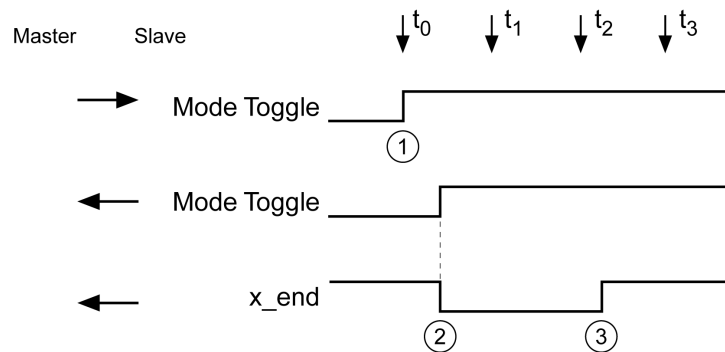 Master Slave t0 t1 t2 t3
Mode Toggle
1
Mode Toggle
x_end
2 3